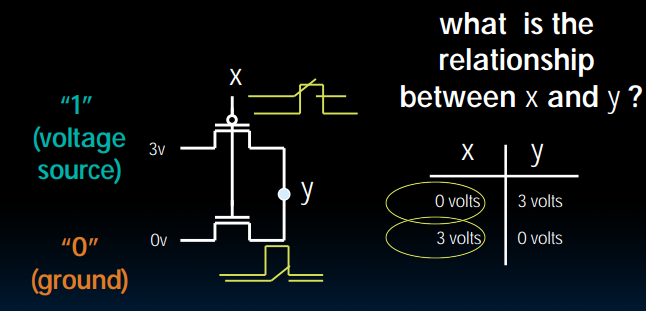 what is the
relationship
between x and y ?
X
"1"
(voltage
source)
3v
y
"0"
(ground)
0v
x y
0 volts 3 volts
3 volts 0 volts